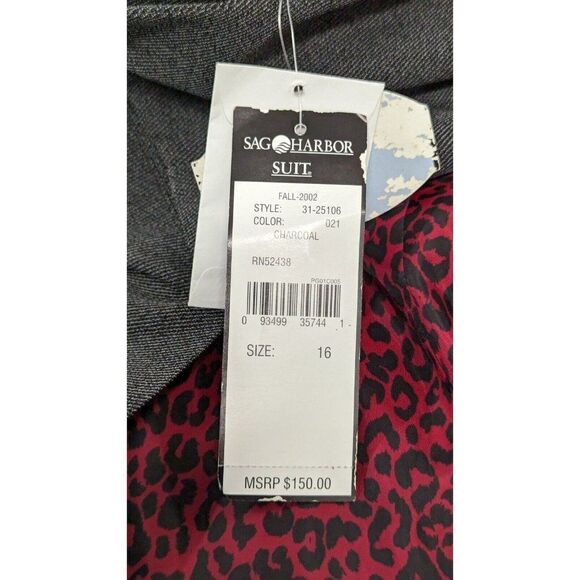 SAG HARBOR
SUIT®
FALL-2002
STYLE: 31-25106
COLOR: 021
CHARCOAL
RN52438
PG01C005
0 93499 35744 1-
SIZE: 16
MSRP $150.00